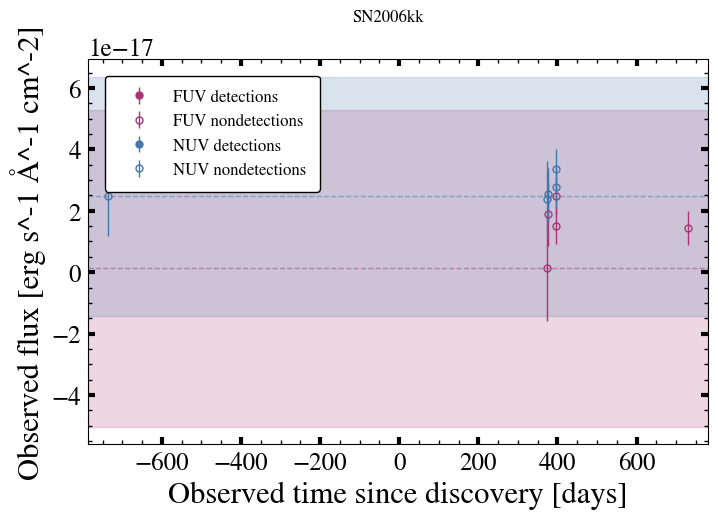 SN2006kk
1e−17
Observed flux [erg s^-1 Å^-1 cm^-2]
6
4
2
0
−2
−4
FUV detections
FUV nondetections
NUV detections
NUV nondetections
−600 −400 −200 0 200 400 600
Observed time since discovery [days]